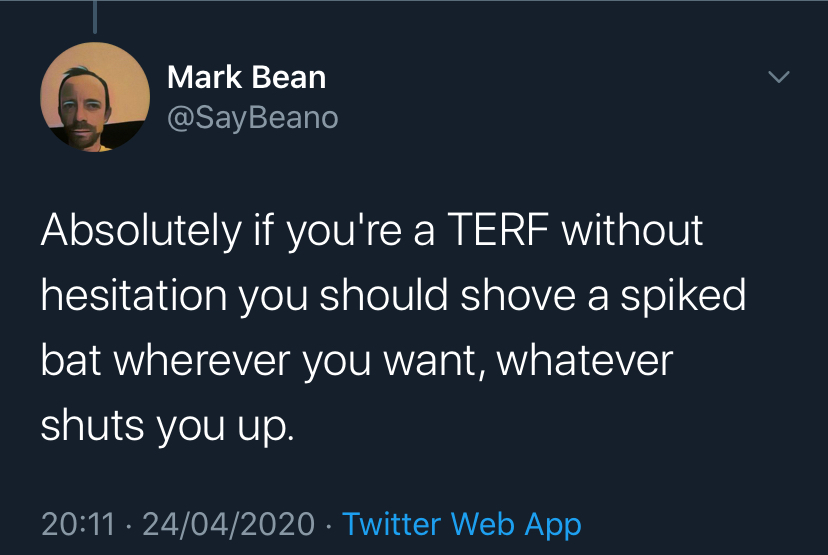 Mark Bean
@SayBeano
Absolutely if you're a TERF without
hesitation you should shove a spiked
bat wherever you want, whatever
shuts you up.
20:11 · 24/04/2020 · Twitter Web App